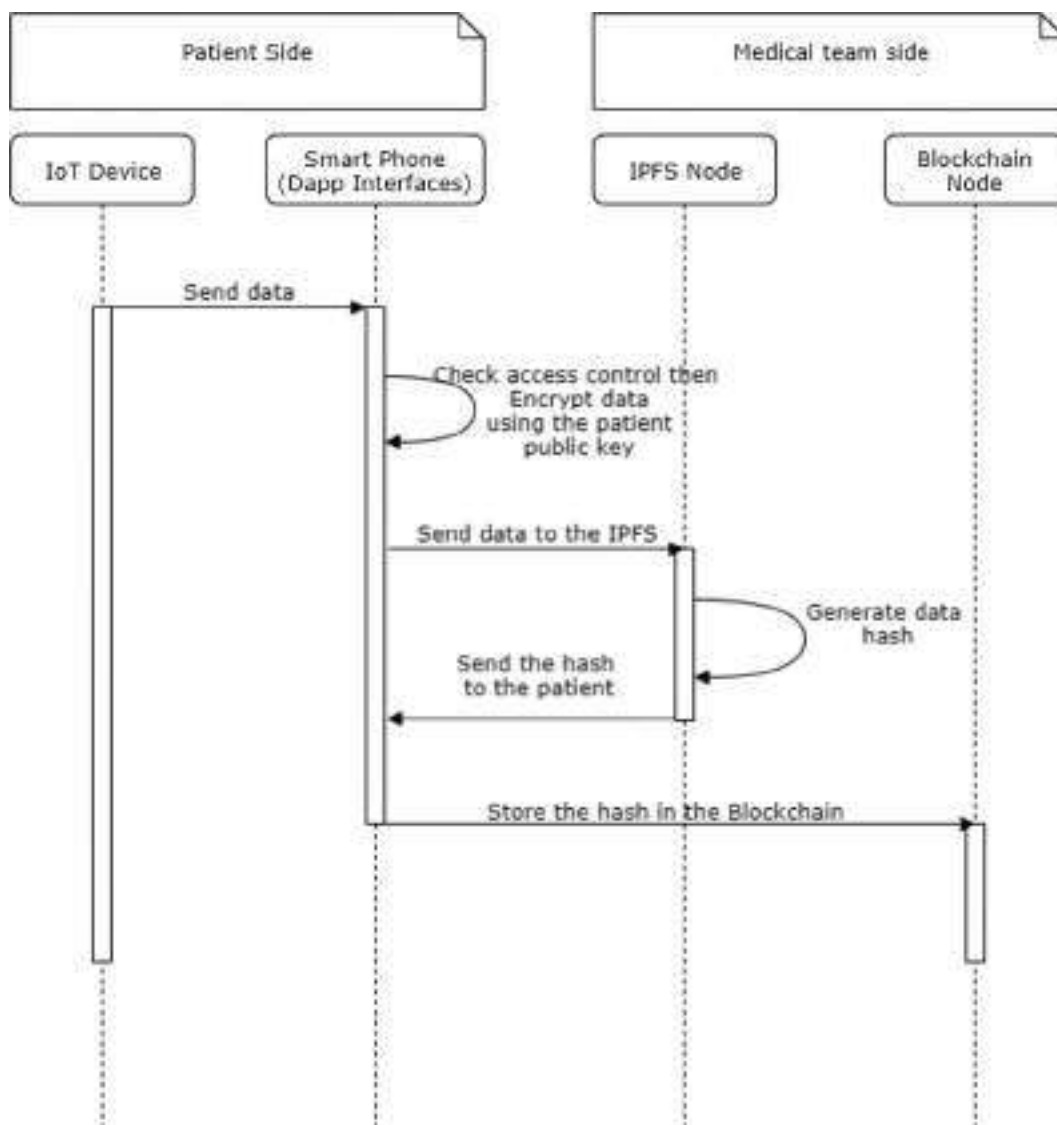 Patient Side
Medical team side
IoT Device
Smart Phone
(Dapp Interfaces)
IPFS Node
Blockchain
Node
Send data
Check access control then
Encrypt data
using the patient
public key
Send data to the IPFS
Generate data
hash
Send the hash
to the patient
Store the hash in the Blockchain